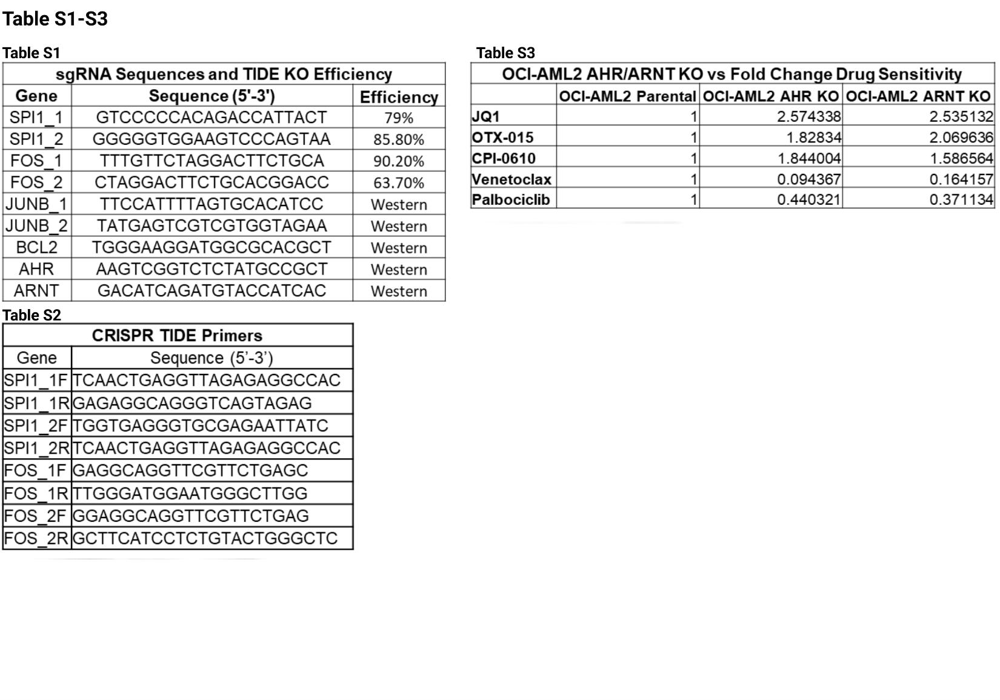 Table S1-S3
Table S1
sgRNA Sequences and TIDE KO Efficiency
Gene Sequence (5'-3') Efficiency
SPI1_1 GTCCCCCACAGACCATTACT 79%
SPI1_2 GGGGGTGGAAGTCCCAGTAA 85.80%
FOS_1 TTTGTTCTAGGACTTCTGCA 90.20%
FOS_2 CTAGGACTTCTGCACGGACC 63.70%
JUNB_1 TTCCATTTTAGTGCACATCC Western
JUNB_2 TATGAGTCGTCGTGGTAGAA Western
BCL2 TGGGAAGGATGGCGCACGCT Western
AHR AAGTCGGTCTCTATGCCGCT Western
ARNT GACATCAGATGTACCATCAC Western
Table S2
CRISPR TIDE Primers
Gene Sequence (5’-3’)
SPI1_1F TCAACTGAGGTTAGAGAGGCCAC
SPI1_1R GAGAGGCAGGGTCAGTAGAG
SPI1_2F TGGTGAGGGTGCGAGAATTATC
SPI1_2R TCAACTGAGGTTAGAGAGGCCAC
FOS_1F GAGGCAGGTTCGTTCTGAGC
FOS_1R TTGGGATGGAATGGGCTTGG
FOS_2F GGAGGCAGGTTCGTTCTGAG
FOS_2R GCTTCATCCTCTGTACTGGGCTC
Table S3
OCI-AML2 AHR/ARNT KO vs Fold Change Drug Sensitivity
OCI-AML2 Parental OCI-AML2 AHR KO OCI-AML2 ARNT KO
JQ1 1 2.574338 2.535132
OTX-015 1 1.82834 2.069636
CPI-0610 1 1.844004 1.586564
Venetoclax 1 0.094367 0.164157
Palbociclib 1 0.440321 0.371134